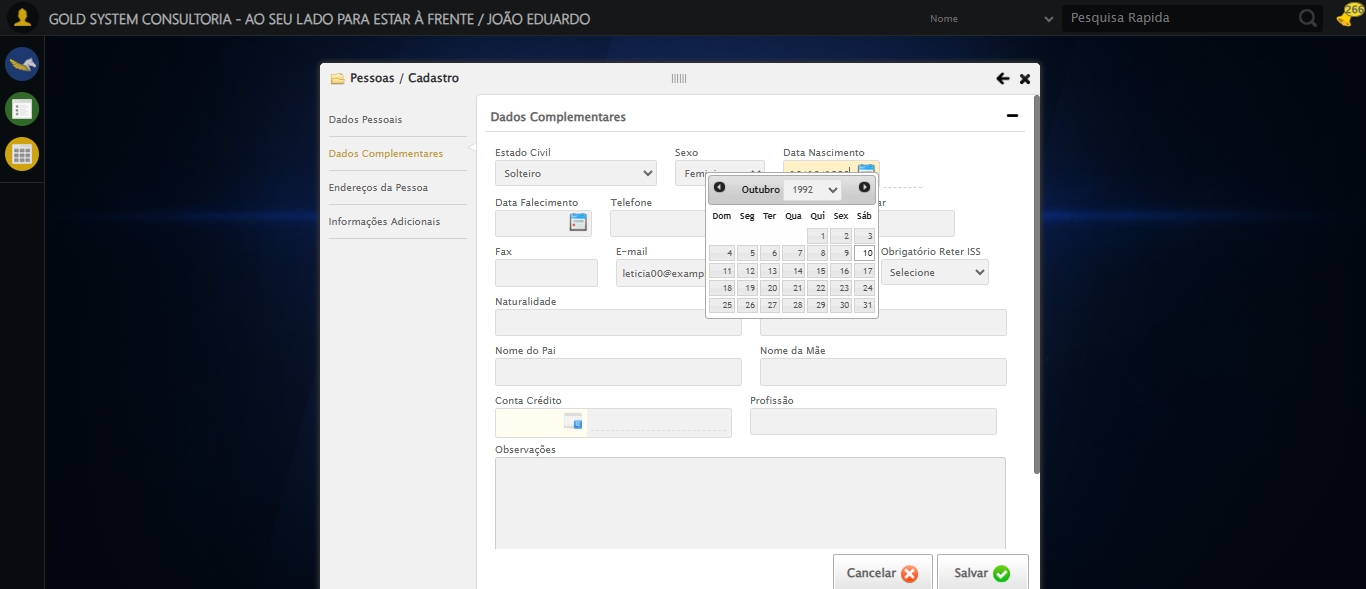 GOLD SYSTEM CONSULTORIA - AO SEU LADO PARA ESTAR À FRENTE / JOÃO EDUARDO
Nome
Pesquisa Rapida
266
Pessoas / Cadastro
Dados Pessoais
Dados Complementares
Endereços da Pessoa
Informações Adicionais
Dados Complementares
Estado Civil Sexo Data Nascimento
Solteiro
Outubro 1992
Dom Seg Ter Qua Qui Sex Sáb
1 2 3
4 5 6 7 8 9 10
11 12 13 14 15 16 17
18 19 20 21 22 23 24
25 26 27 28 29 30 31
Data Falecimento Telefone
Fax E-mail Obrigatório Reter ISS
Selecione
Naturalidade
Nome do Pai Nome da Mãe
Conta Crédito Profissão
Observações
Cancelar Salvar